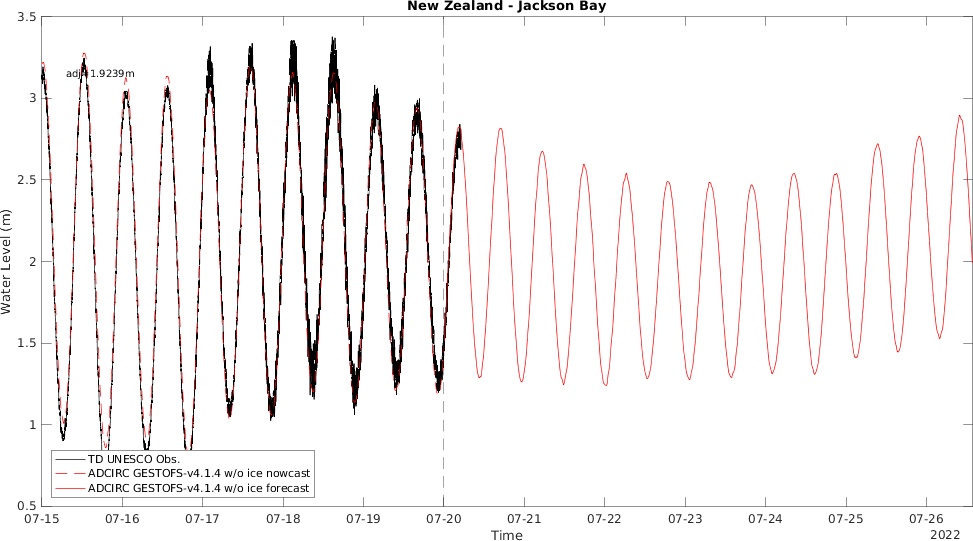 New Zealand - Jackson Bay
3.5
3
2.5
2
1.5
1
0.5
Water Level (m)
1.9239m
TD UNESCO Obs.
ADCIRC GESTOFS-v4.1.4 w/o ice nowcast
ADCIRC GESTOFS-v4.1.4 w/o ice forecast
07-15 07-16 07-17 07-18 07-19 07-20 07-21 07-22 07-23 07-24 07-25 07-26
Time
2022